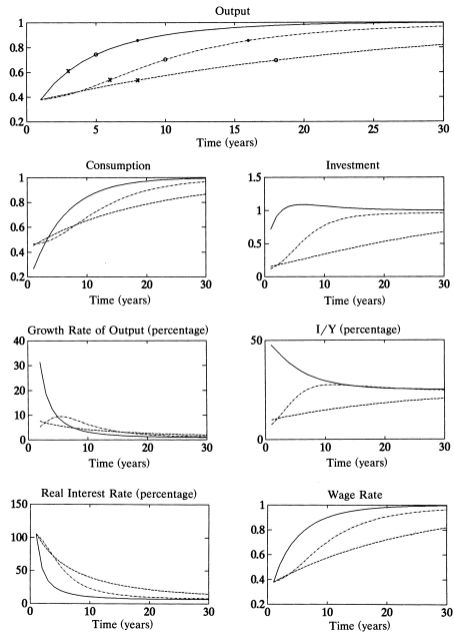 Output
1
0.8
0.6
0.4
0.2
0 5 10 15 20 25 30
Time (years)
Consumption
1
0.8
0.6
0.4
0.2
0 10 20 30
Time (years)
Investment
1.5
1
0.5
0
0 10 20 30
Time (years)
Growth Rate of Output (percentage)
40
30
20
10
0
0 10 20 30
Time (years)
I/Y (percentage)
50
0
0 10 20 30
Time (years)
Real Interest Rate (percentage)
150
100
50
0
0 10 20 30
Time (years)
Wage Rate
1
0.8
0.6
0.4
0.2
0 10 20 30
Time (years)